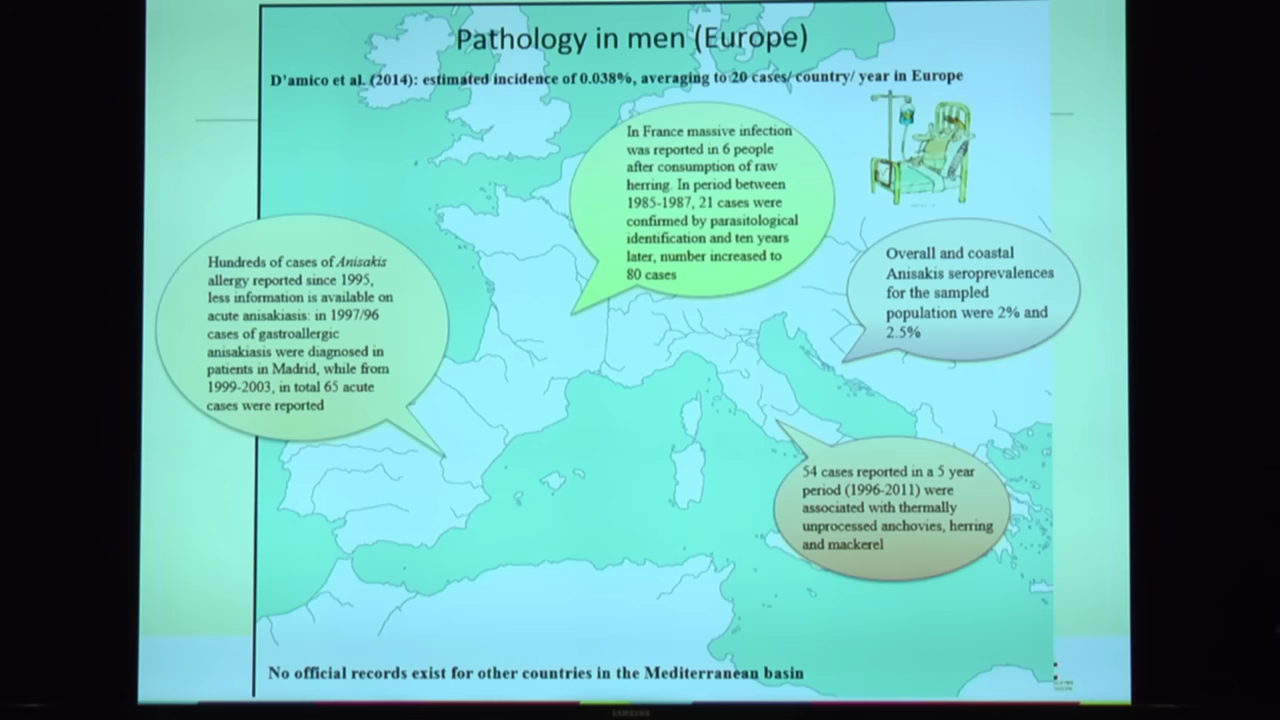 Pathology in men (Europe)
D'amico et al. (2014): estimated incidence of 0.038%, averaging to 20 cases/ country/ year in Europe
In France massive infection
was reported in 6 people
after consumption of raw
herring. In period between
1985-1987, 21 cases were
confirmed by parasitological
identification and ten years
later, number increased to
80 cases
Hundreds of cases of Anisakis
allergy reported since 1995,
less information is available on
acute anisakiasis: in 1997/96
cases of gastroallergic
anisakiasis were diagnosed in
patients in Madrid, while from
1999-2003, in total 65 acute
cases were reported
Overall and coastal
Anisakis seroprevalences
for the sampled
population were 2% and
2.5%
54 cases reported in a 5 year
period (1996-2011) were
associated with thermally
unprocessed anchovies, herring
and mackerel
No official records exist for other countries in the Mediterranean basin
SAMSUNG